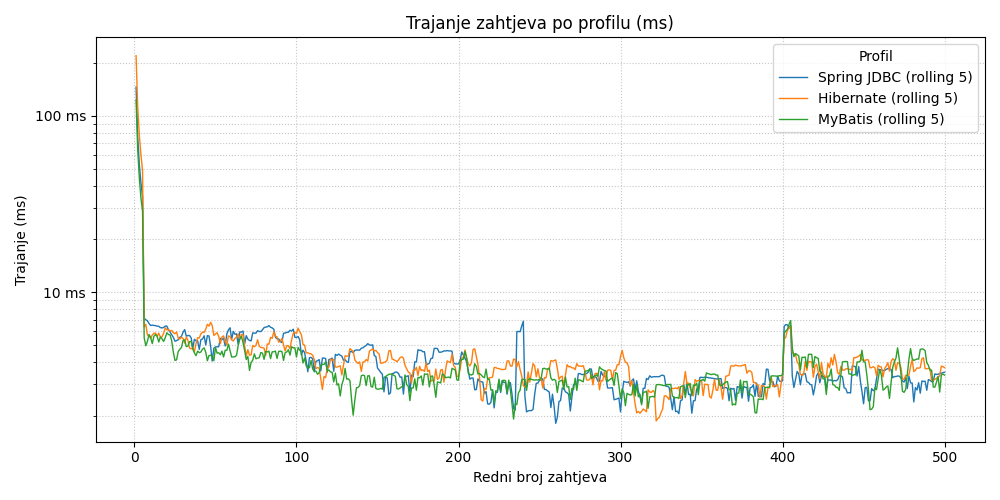 Trajanje zahtjeva po profilu (ms)
Profil
Spring JDBC (rolling 5)
Hibernate (rolling 5)
MyBatis (rolling 5)
100 ms
10 ms
Trajanje (ms)
0 100 200 300 400 500
Redni broj zahtjeva